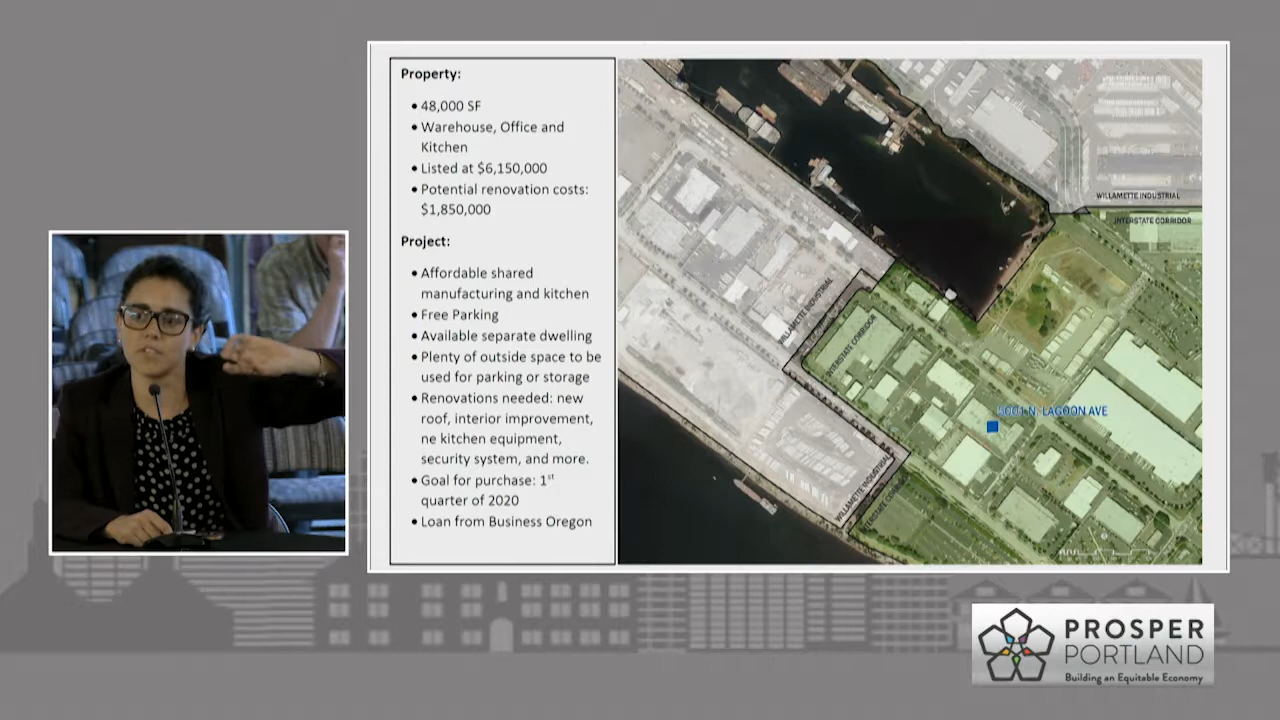 Property:
• 48,000 SF
• Warehouse, Office and
Kitchen
• Listed at $6,150,000
• Potential renovation costs:
$1,850,000
Project:
• Affordable shared
manufacturing and kitchen
• Free Parking
• Available separate dwelling
• Plenty of outside space to be
used for parking or storage
• Renovations needed: new
roof, interior improvement,
ne kitchen equipment,
security system, and more.
• Goal for purchase: 1st
quarter of 2020
• Loan from Business Oregon
WILLAMETTE INDUSTRIAL
INTERSTATE CORRIDOR
WILLAMETTE INDUSTRIAL
INTERSTATE CORRIDOR
5001 N. LAGOON AVE
WILLAMETTE INDUSTRIAL
INTERSTATE CORRIDOR
PROSPER
PORTLAND
Building an Equitable Economy